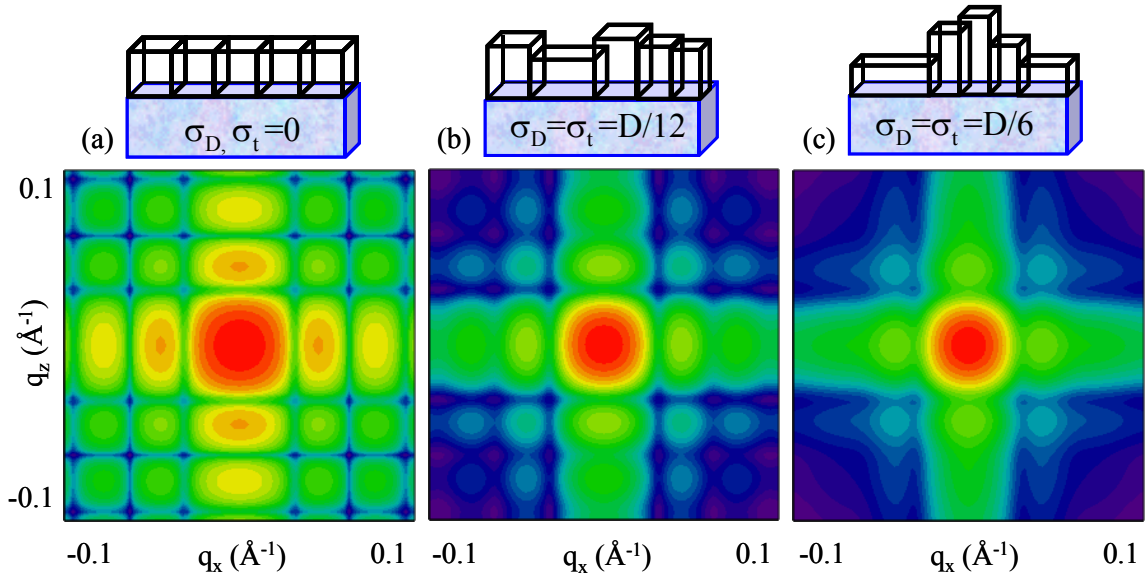 (a) σD, σt =0
(b) σD=σt=D/12
(c) σD=σt=D/6
0.1
qz (Å-1)
-0.1
-0.1 qx (Å-1) 0.1
-0.1 qx (Å-1) 0.1
-0.1 qx (Å-1) 0.1